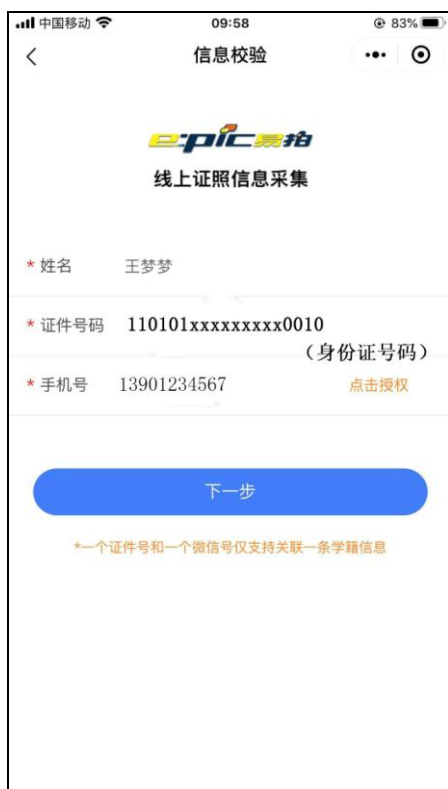 中国移动 09:58 83%
信息校验
e:pic易拍
线上证照信息采集
* 姓名 王梦梦
* 证件号码 110101xxxxxxxxx0010
(身份证号码)
* 手机号 13901234567 点击授权
下一步
*一个证件号和一个微信号仅支持关联一条学籍信息